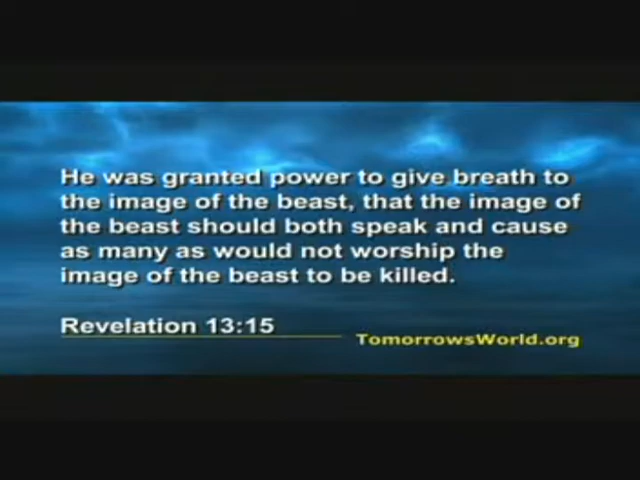 He was granted power to give breath to
the image of the beast, that the image of
the beast should both speak and cause
as many as would not worship the
image of the beast to be killed.
Revelation 13:15
TomorrowsWorld.org